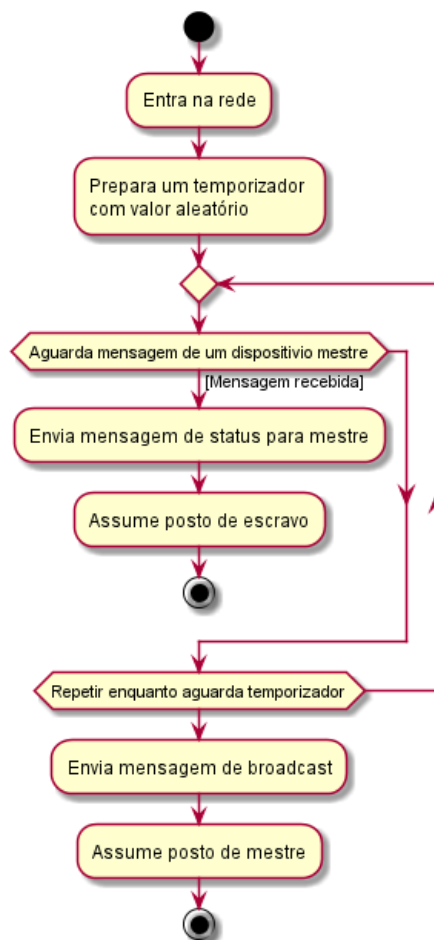 Entra na rede
Prepara um temporizador
com valor aleatório
Aguarda mensagem de um dispositivio mestre
[Mensagem recebida]
Envia mensagem de status para mestre
Assume posto de escravo
Repetir enquanto aguarda temporizador
Envia mensagem de broadcast
Assume posto de mestre